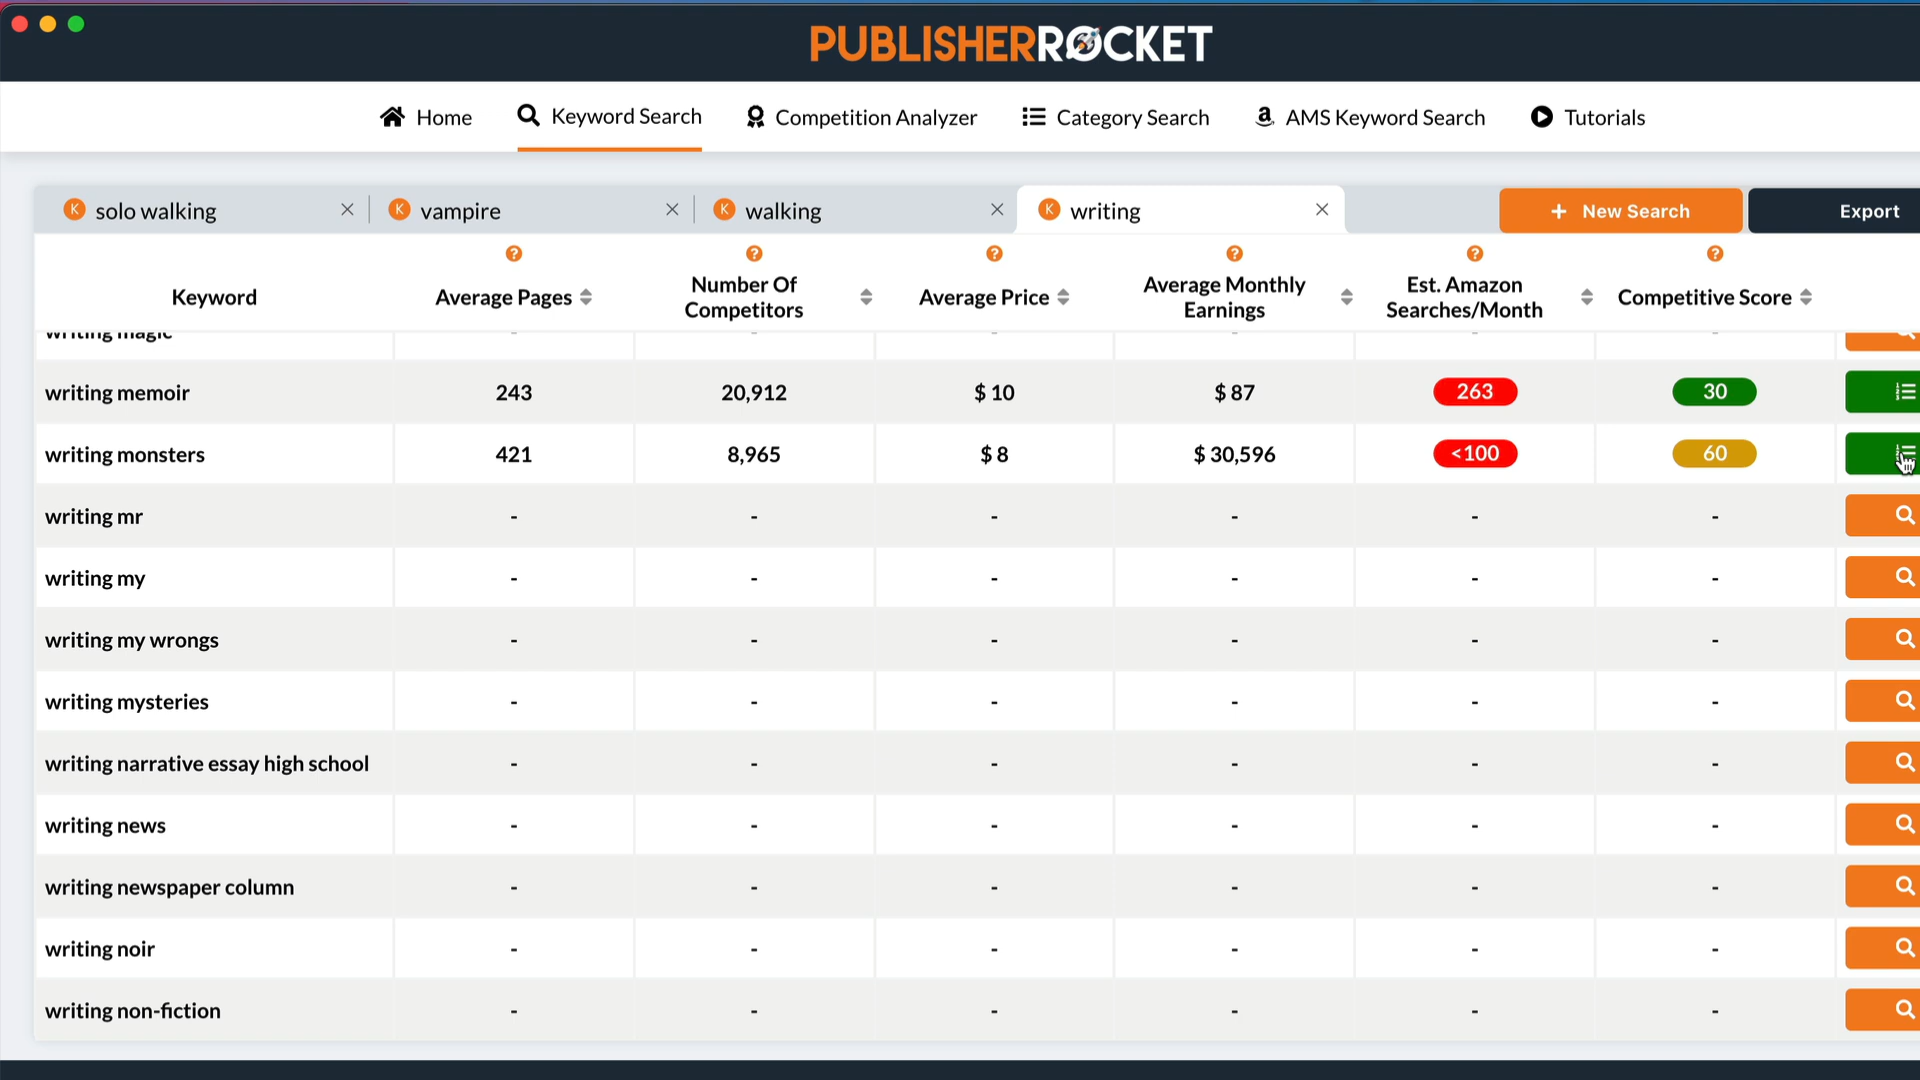 PUBLISHERROCKET
Home Keyword Search Competition Analyzer Category Search AMS Keyword Search Tutorials
K solo walking K vampire K walking K writing + New Search Export
? ? ? ? ? ?
Keyword Average Pages Number Of Competitors Average Price Average Monthly Earnings Est. Amazon Searches/Month Competitive Score
writing magic - - - - - -
writing memoir 243 20,912 $ 10 $ 87 263 30
writing monsters 421 8,965 $ 8 $ 30,596 <100 60
writing mr - - - - - -
writing my - - - - - -
writing my wrongs - - - - - -
writing mysteries - - - - - -
writing narrative essay high school - - - - - -
writing news - - - - - -
writing newspaper column - - - - - -
writing noir - - - - - -
writing non-fiction - - - - - -